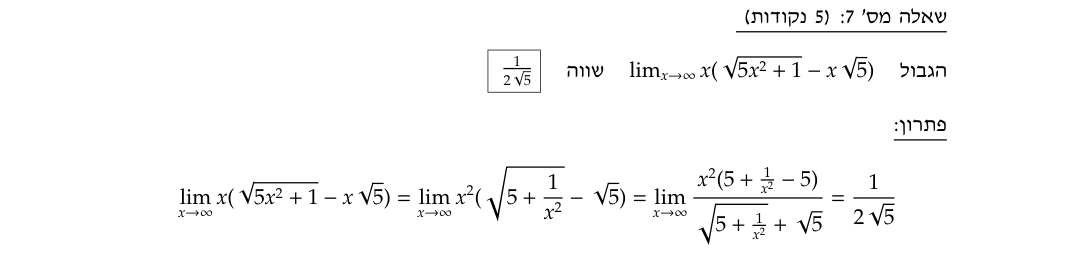 שאלה מס' 7: (5 נקודות)
הגבול lim_{x→∞} x(√(5x² + 1) − x√5) שווה 1/(2√5)
פתרון:
lim_{x→∞} x(√(5x² + 1) − x√5) = lim_{x→∞} x²(√(5 + 1/x²) − √5) = lim_{x→∞} x²(5 + 1/x² − 5)/(√(5 + 1/x²) + √5) = 1/(2√5)